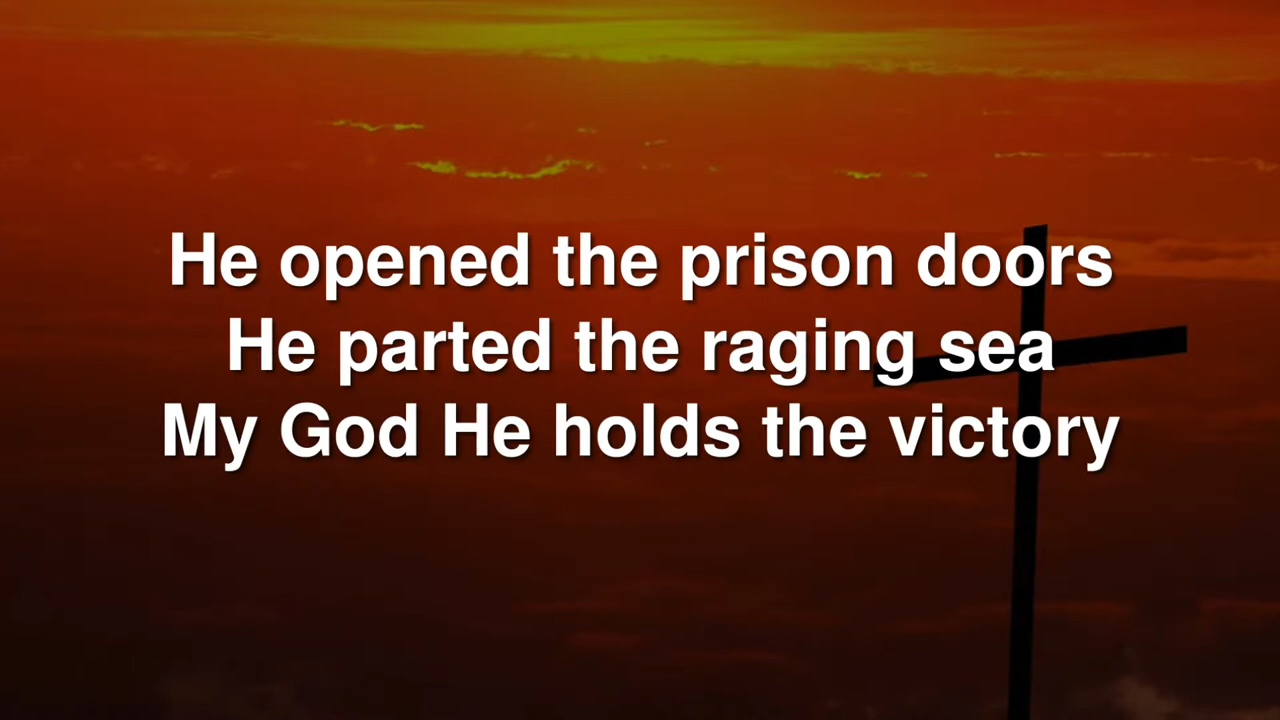 He opened the prison doors
He parted the raging sea
My God He holds the victory